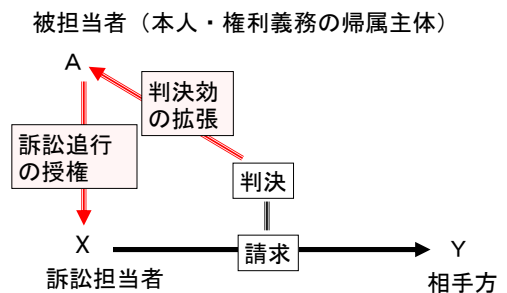 被担当者（本人・権利義務の帰属主体）
A
判決効
の拡張
訴訟追行
の授権
判決
X
請求
Y
訴訟担当者
相手方